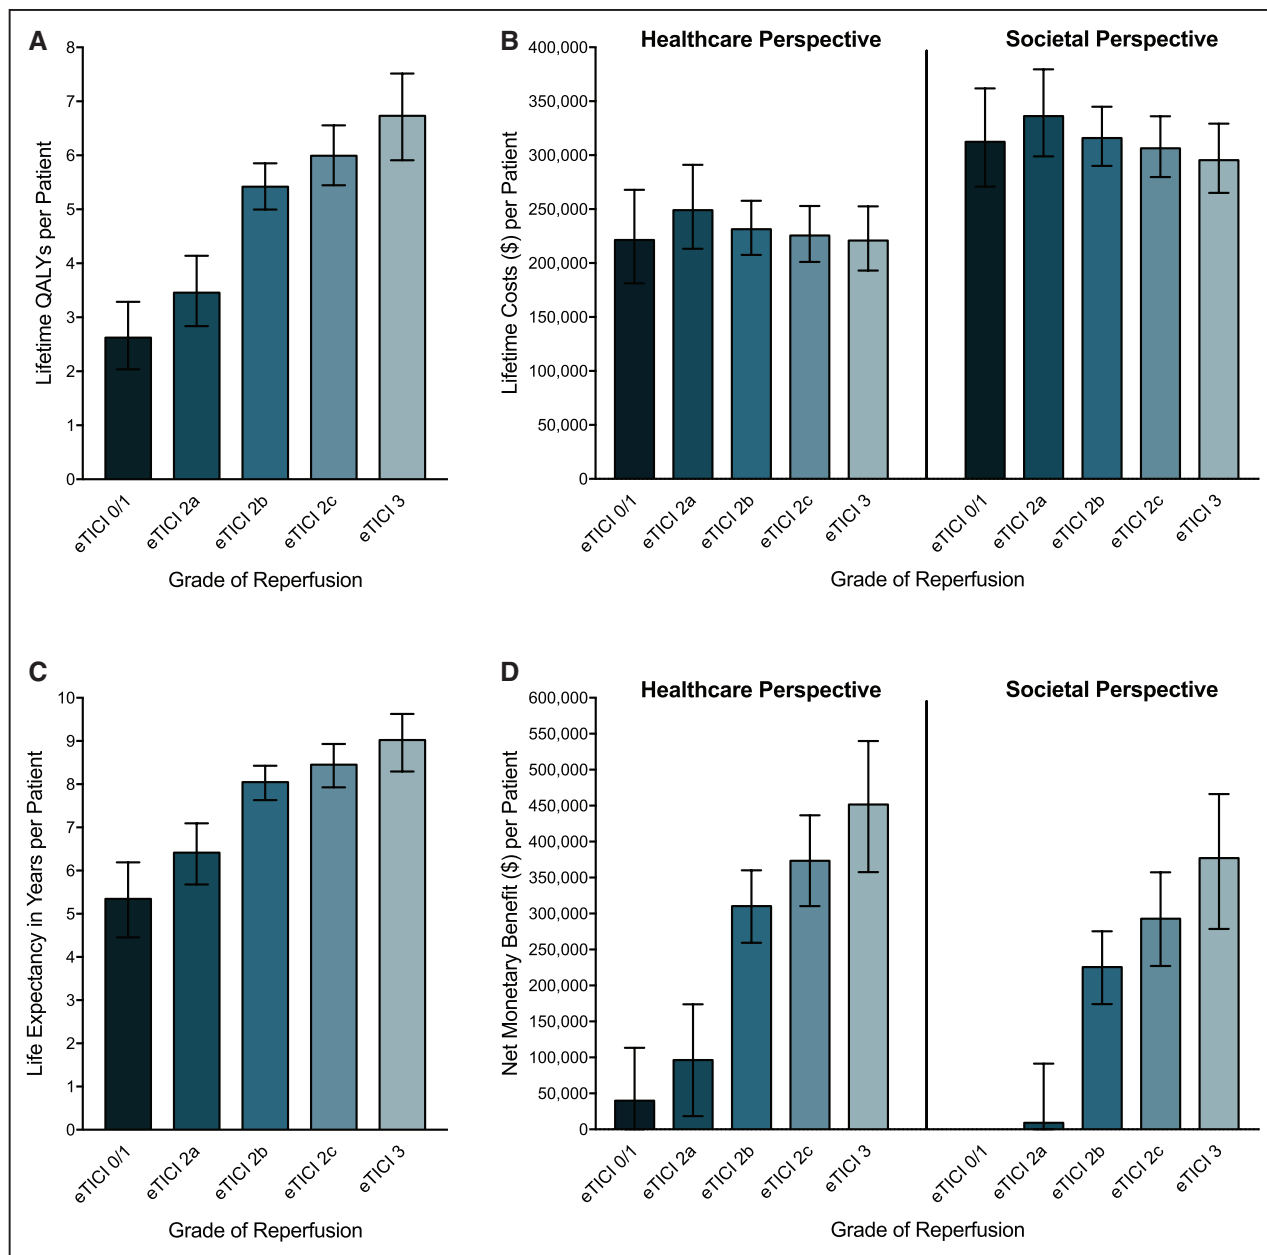 A
8
7
6
5
4
3
2
1
0
Lifetime QALYs per Patient
eTICI 0/1
eTICI 2a
eTICI 2b
eTICI 2c
eTICI 3
Grade of Reperfusion
B
Healthcare Perspective
Societal Perspective
400,000
350,000
300,000
250,000
200,000
150,000
100,000
50,000
0
Lifetime Costs ($) per Patient
eTICI 0/1
eTICI 2a
eTICI 2b
eTICI 2c
eTICI 3
eTICI 0/1
eTICI 2a
eTICI 2b
eTICI 2c
eTICI 3
Grade of Reperfusion
C
10
9
8
7
6
5
4
3
2
1
0
Life Expectancy in Years per Patient
eTICI 0/1
eTICI 2a
eTICI 2b
eTICI 2c
eTICI 3
Grade of Reperfusion
D
Healthcare Perspective
Societal Perspective
600,000
550,000
500,000
450,000
400,000
350,000
300,000
250,000
200,000
150,000
100,000
50,000
0
Net Monetary Benefit ($) per Patient
eTICI 0/1
eTICI 2a
eTICI 2b
eTICI 2c
eTICI 3
eTICI 0/1
eTICI 2a
eTICI 2b
eTICI 2c
eTICI 3
Grade of Reperfusion